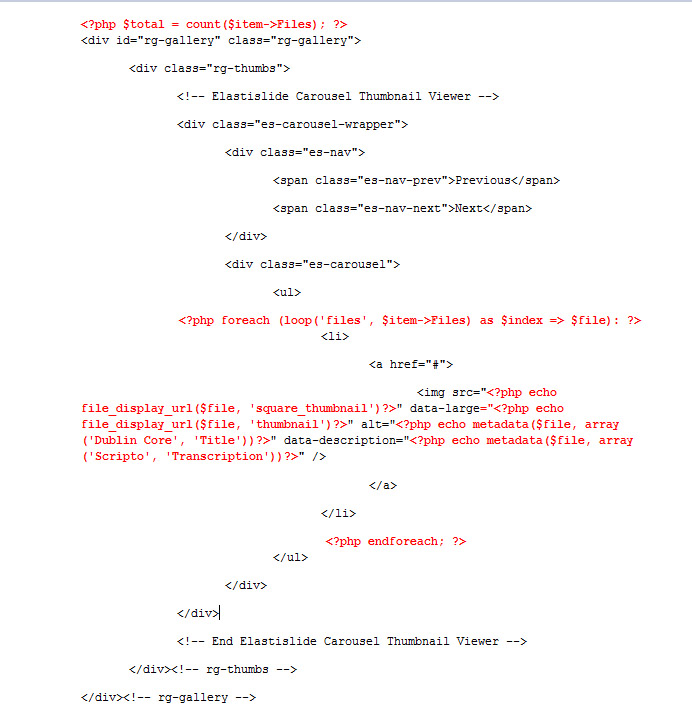 <?php $total = count($item->Files); ?>
<div id="rg-gallery" class="rg-gallery">
<div class="rg-thumbs">
<!-- Elastislide Carousel Thumbnail Viewer -->
<div class="es-carousel-wrapper">
<div class="es-nav">
<span class="es-nav-prev">Previous</span>
<span class="es-nav-next">Next</span>
</div>
<div class="es-carousel">
<ul>
<?php foreach (loop('files', $item->Files) as $index => $file): ?>
<li>
<a href="#">
<img src="<?php echo
file_display_url($file, 'square_thumbnail')?>" data-large="<?php echo
file_display_url($file, 'thumbnail')?>" alt="<?php echo metadata($file, array
('Dublin Core', 'Title'))?>" data-description="<?php echo metadata($file, array
('Scripto', 'Transcription'))?>" />
</a>
</li>
<?php endforeach; ?>
</ul>
</div>
</div>
<!-- End Elastislide Carousel Thumbnail Viewer -->
</div><!-- rg-thumbs -->
</div><!-- rg-gallery -->